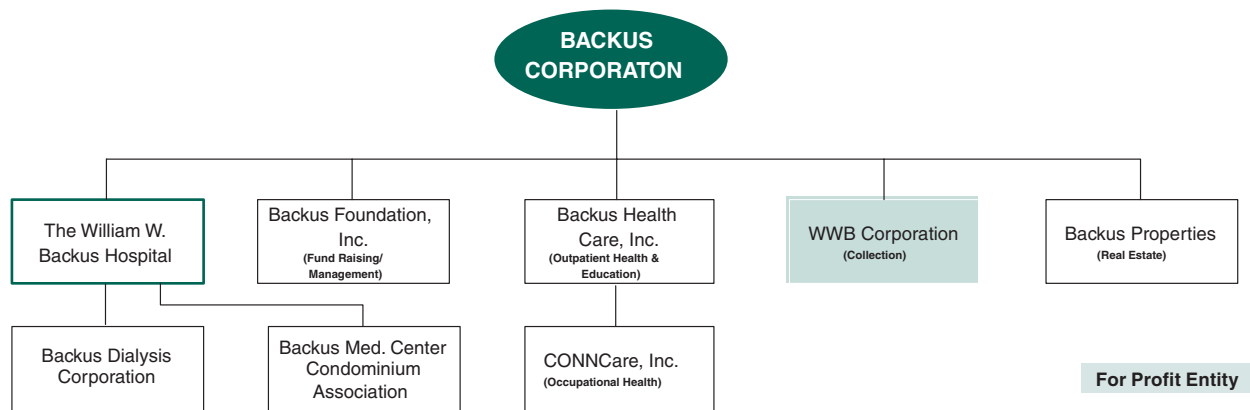 BACKUS
CORPORATON
The William W.
Backus Hospital
Backus Foundation,
Inc.
(Fund Raising/
Management)
Backus Health
Care, Inc.
(Outpatient Health &
Education)
WWB Corporation
(Collection)
Backus Properties
(Real Estate)
Backus Dialysis
Corporation
Backus Med. Center
Condominium
Association
CONNCare, Inc.
(Occupational Health)
For Profit Entity